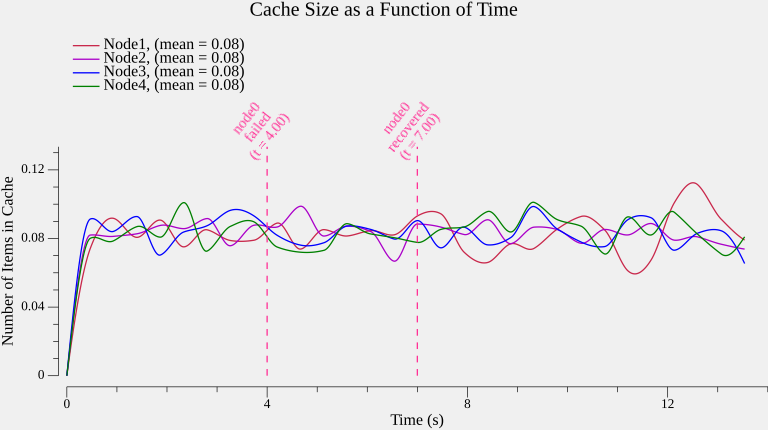 Cache Size as a Function of Time
Node1, (mean = 0.08)
Node2, (mean = 0.08)
Node3, (mean = 0.08)
Node4, (mean = 0.08)
node0
failed
(t = 4.00)
node0
recovered
(t = 7.00)
Number of Items in Cache
0.12
0.08
0.04
0
0
4
8
12
Time (s)